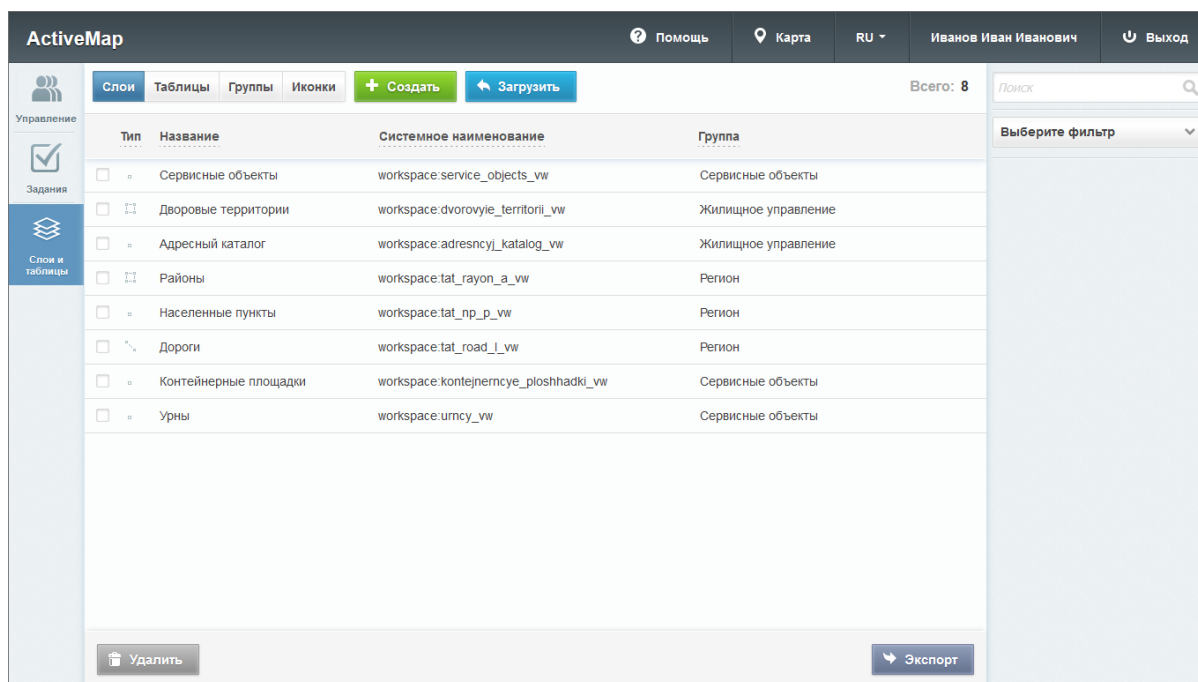 ActiveMap
Помощь
Карта
RU
Иванов Иван Иванович
Выход
Управление
Задания
Слои и
таблицы
Слои
Таблицы
Группы
Иконки
Создать
Загрузить
Всего: 8
Поиск
Выберите фильтр
Тип Название Системное наименование Группа
Сервисные объекты workspace:service_objects_vw Сервисные объекты
Дворовые территории workspace:dvorovyie_territorii_vw Жилищное управление
Адресный каталог workspace:adresncyj_katalog_vw Жилищное управление
Районы workspace:tat_rayon_a_vw Регион
Населенные пункты workspace:tat_np_p_vw Регион
Дороги workspace:tat_road_l_vw Регион
Контейнерные площадки workspace:kontejnerncye_ploshhadki_vw Сервисные объекты
Урны workspace:urncy_vw Сервисные объекты
Удалить
Экспорт